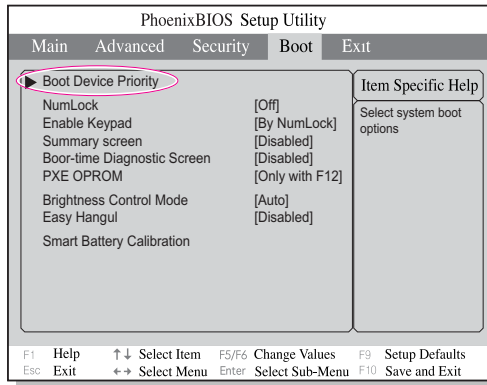 PhoenixBIOS Setup Utility
Main Advanced Security Boot Exit
▶ Boot Device Priority
NumLock [Off]
Enable Keypad [By NumLock]
Summary screen [Disabled]
Boor-time Diagnostic Screen [Disabled]
PXE OPROM [Only with F12]
Brightness Control Mode [Auto]
Easy Hangul [Disabled]
Smart Battery Calibration
Item Specific Help
Select system boot
options
F1 Help ↑↓ Select Item F5/F6 Change Values F9 Setup Defaults
Esc Exit ←→ Select Menu Enter Select Sub-Menu F10 Save and Exit